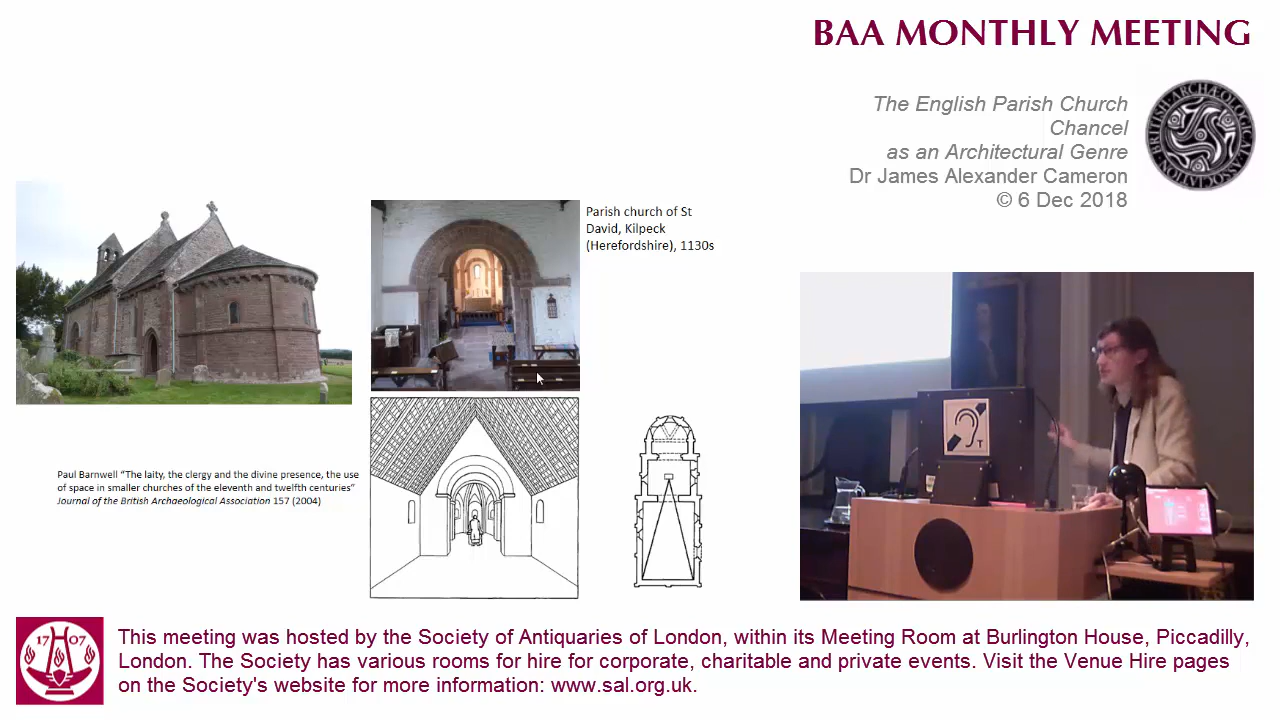 BAA MONTHLY MEETING
The English Parish Church
Chancel
as an Architectural Genre
Dr James Alexander Cameron
© 6 Dec 2018
BRITISH ARCHÆOLOGICAL ASSOCIATION
Parish church of St
David, Kilpeck
(Herefordshire), 1130s
Paul Barnwell “The laity, the clergy and the divine presence, the use
of space in smaller churches of the eleventh and twelfth centuries”
Journal of the British Archaeological Association 157 (2004)
T
1707
This meeting was hosted by the Society of Antiquaries of London, within its Meeting Room at Burlington House, Piccadilly,
London. The Society has various rooms for hire for corporate, charitable and private events. Visit the Venue Hire pages
on the Society's website for more information: www.sal.org.uk.